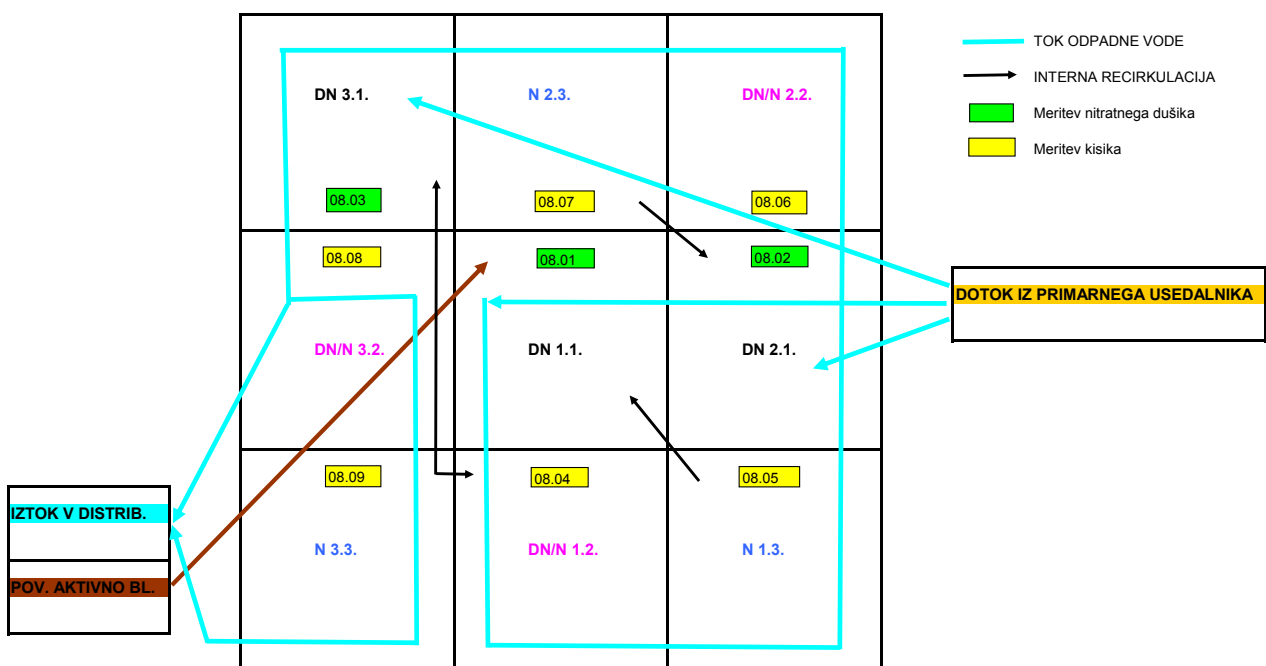 TOK ODPADNE VODE
INTERNA RECIRKULACIJA
Meritev nitratnega dušika
Meritev kisika
DN 3.1.
N 2.3.
DN/N 2.2.
08.03
08.07
08.06
08.08
08.01
08.02
DOTOK IZ PRIMARNEGA USEDALNIKA
DN/N 3.2.
DN 1.1.
DN 2.1.
08.09
08.04
08.05
IZTOK V DISTRIB.
N 3.3.
DN/N 1.2.
N 1.3.
POV. AKTIVNO BL.